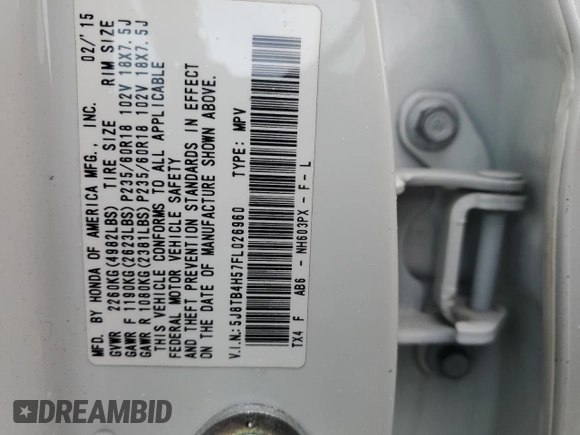 MFD. BY HONDA OF AMERICA MFG., INC. 02/'15
GVWR 2260KG(4982LBS) TIRE SIZE RIM SIZE
GAWR F 1190KG(2623LBS) P235/60R18 102V 18X7.5J
GAWR R 1080KG(2381LBS) P235/60R18 102V 18X7.5J
THIS VEHICLE CONFORMS TO ALL APPLICABLE
FEDERAL MOTOR VEHICLE SAFETY
AND THEFT PREVENTION STANDARDS IN EFFECT
ON THE DATE OF MANUFACTURE SHOWN ABOVE.
V.I.N.: 5J8TB4H57FL026960 TYPE: MPV
TX4 F AB6 - NH603PX - F - L
DREAMBID